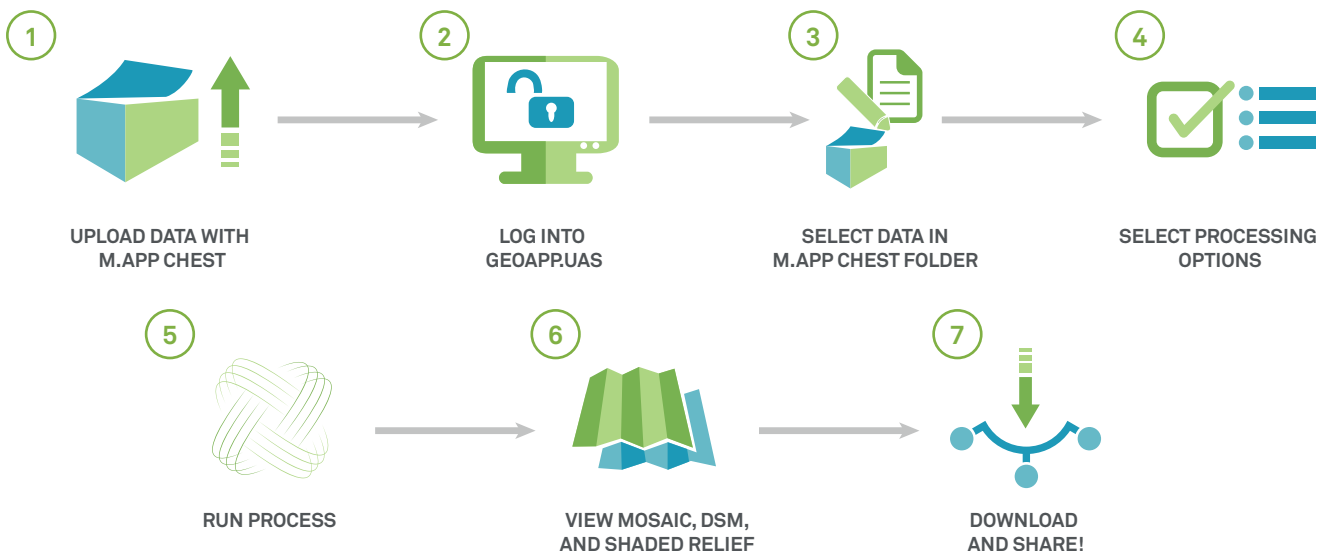 1
UPLOAD DATA WITH
M.APP CHEST
2
LOG INTO
GEOAPP.UAS
3
SELECT DATA IN
M.APP CHEST FOLDER
4
SELECT PROCESSING
OPTIONS
5
RUN PROCESS
6
VIEW MOSAIC, DSM,
AND SHADED RELIEF
7
DOWNLOAD
AND SHARE!